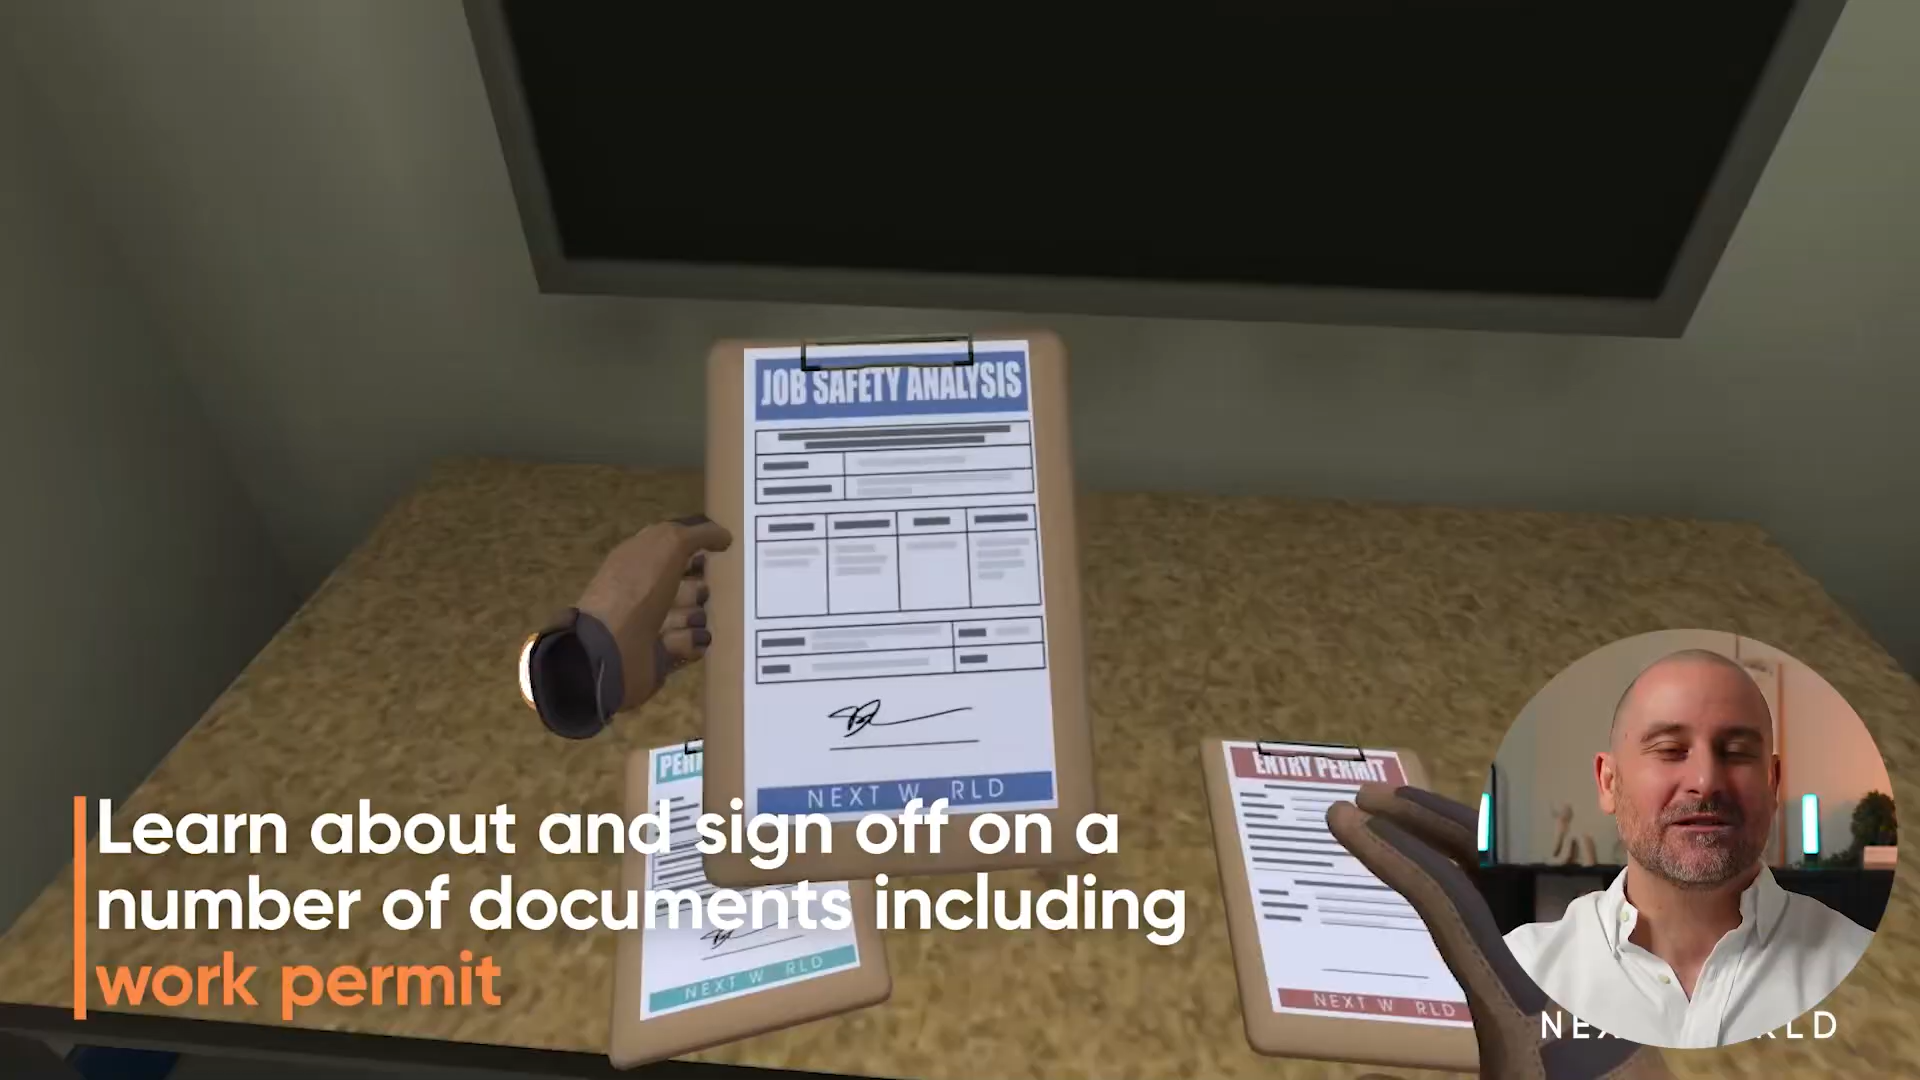 JOB SAFETY ANALYSIS
NEXT W RLD
ENTRY PERMIT
NEXT W RLD
NEXT W RLD
Learn about and sign off on a
number of documents including
work permit